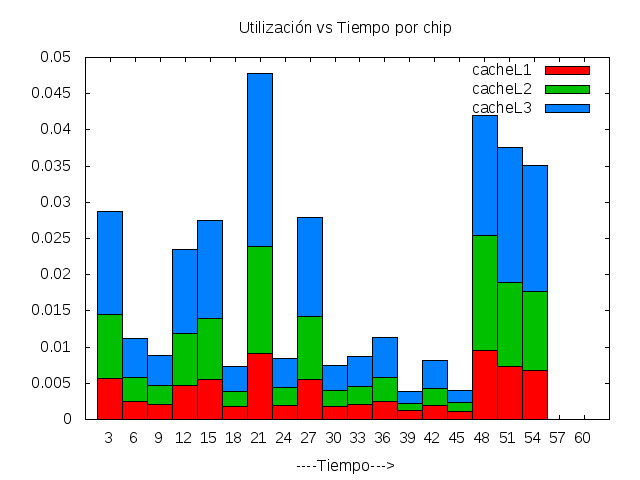 Utilización vs Tiempo por chip
0.05
0.045
0.04
0.035
0.03
0.025
0.02
0.015
0.01
0.005
0
cacheL1
cacheL2
cacheL3
3 6 9 12 15 18 21 24 27 30 33 36 39 42 45 48 51 54 57 60
----Tiempo--->